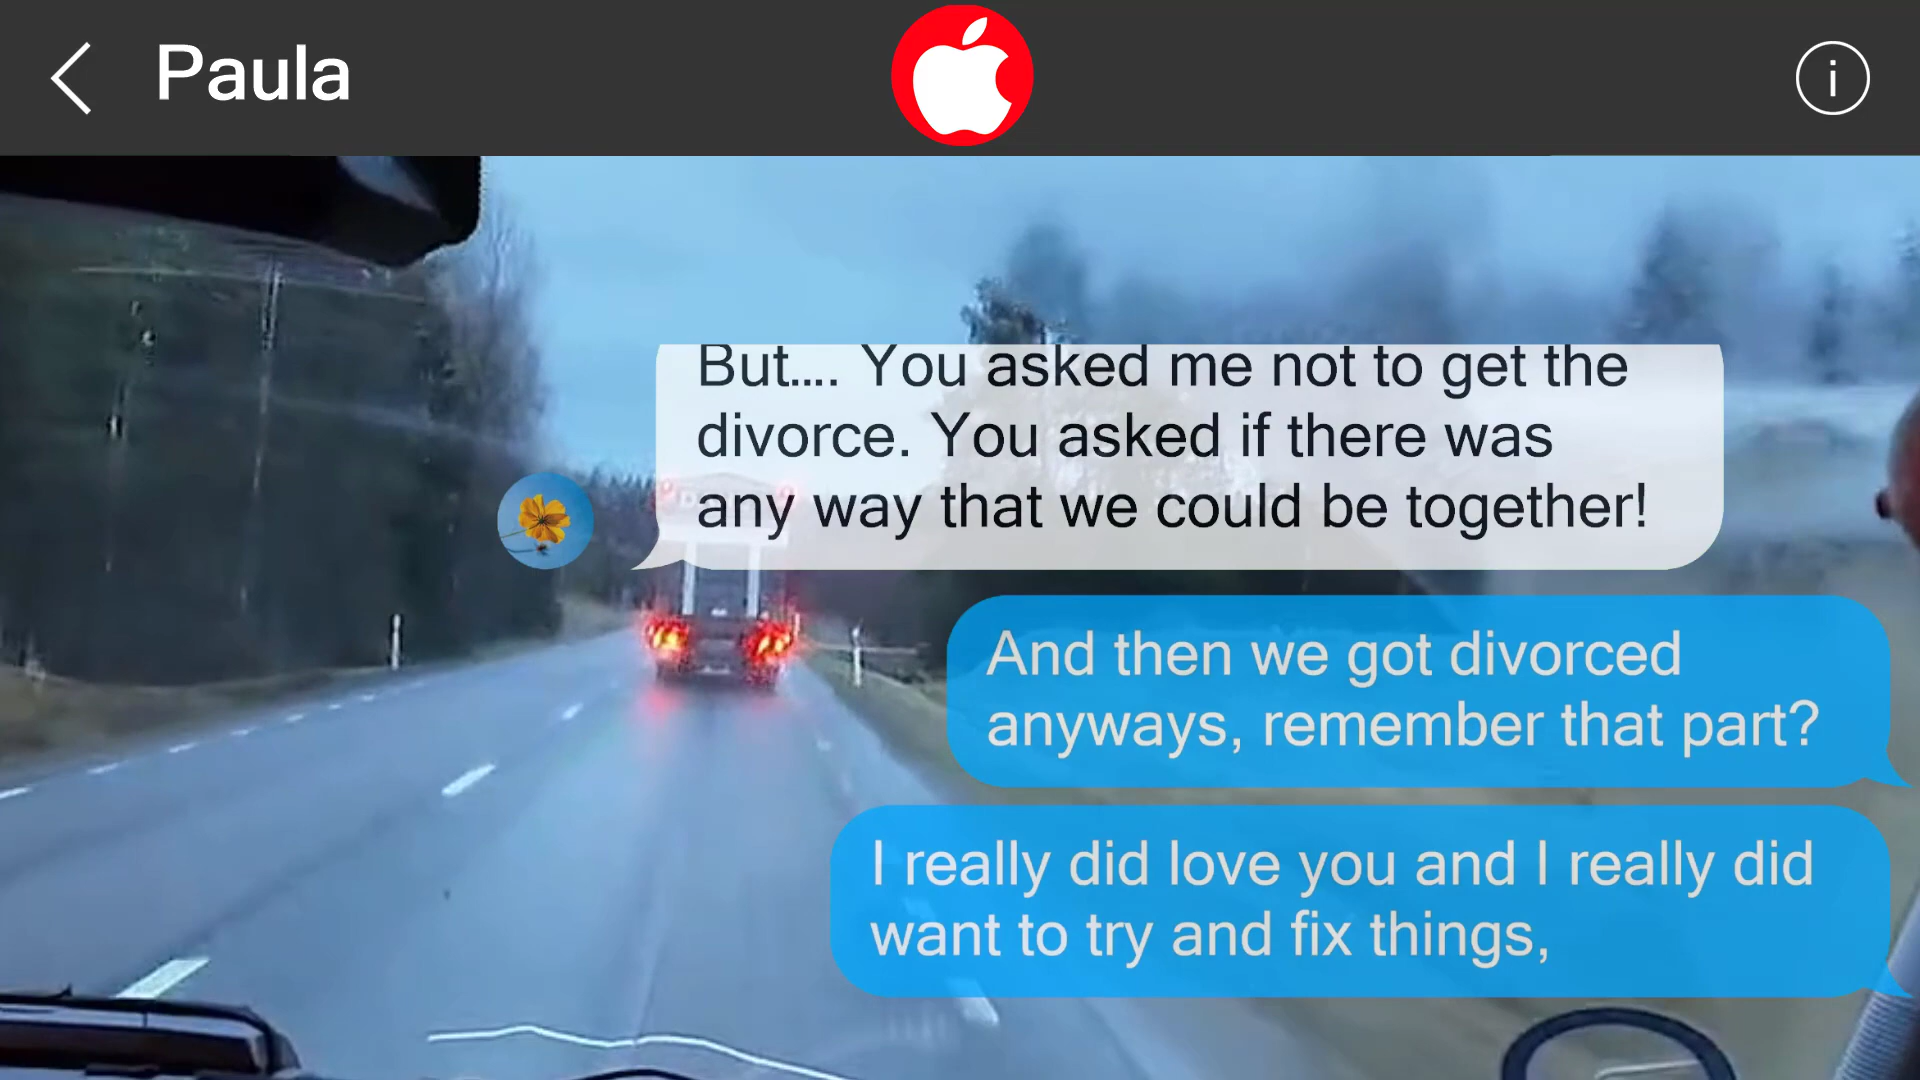 Paula
i
But.... You asked me not to get the
divorce. You asked if there was
any way that we could be together!
And then we got divorced
anyways, remember that part?
I really did love you and I really did
want to try and fix things,